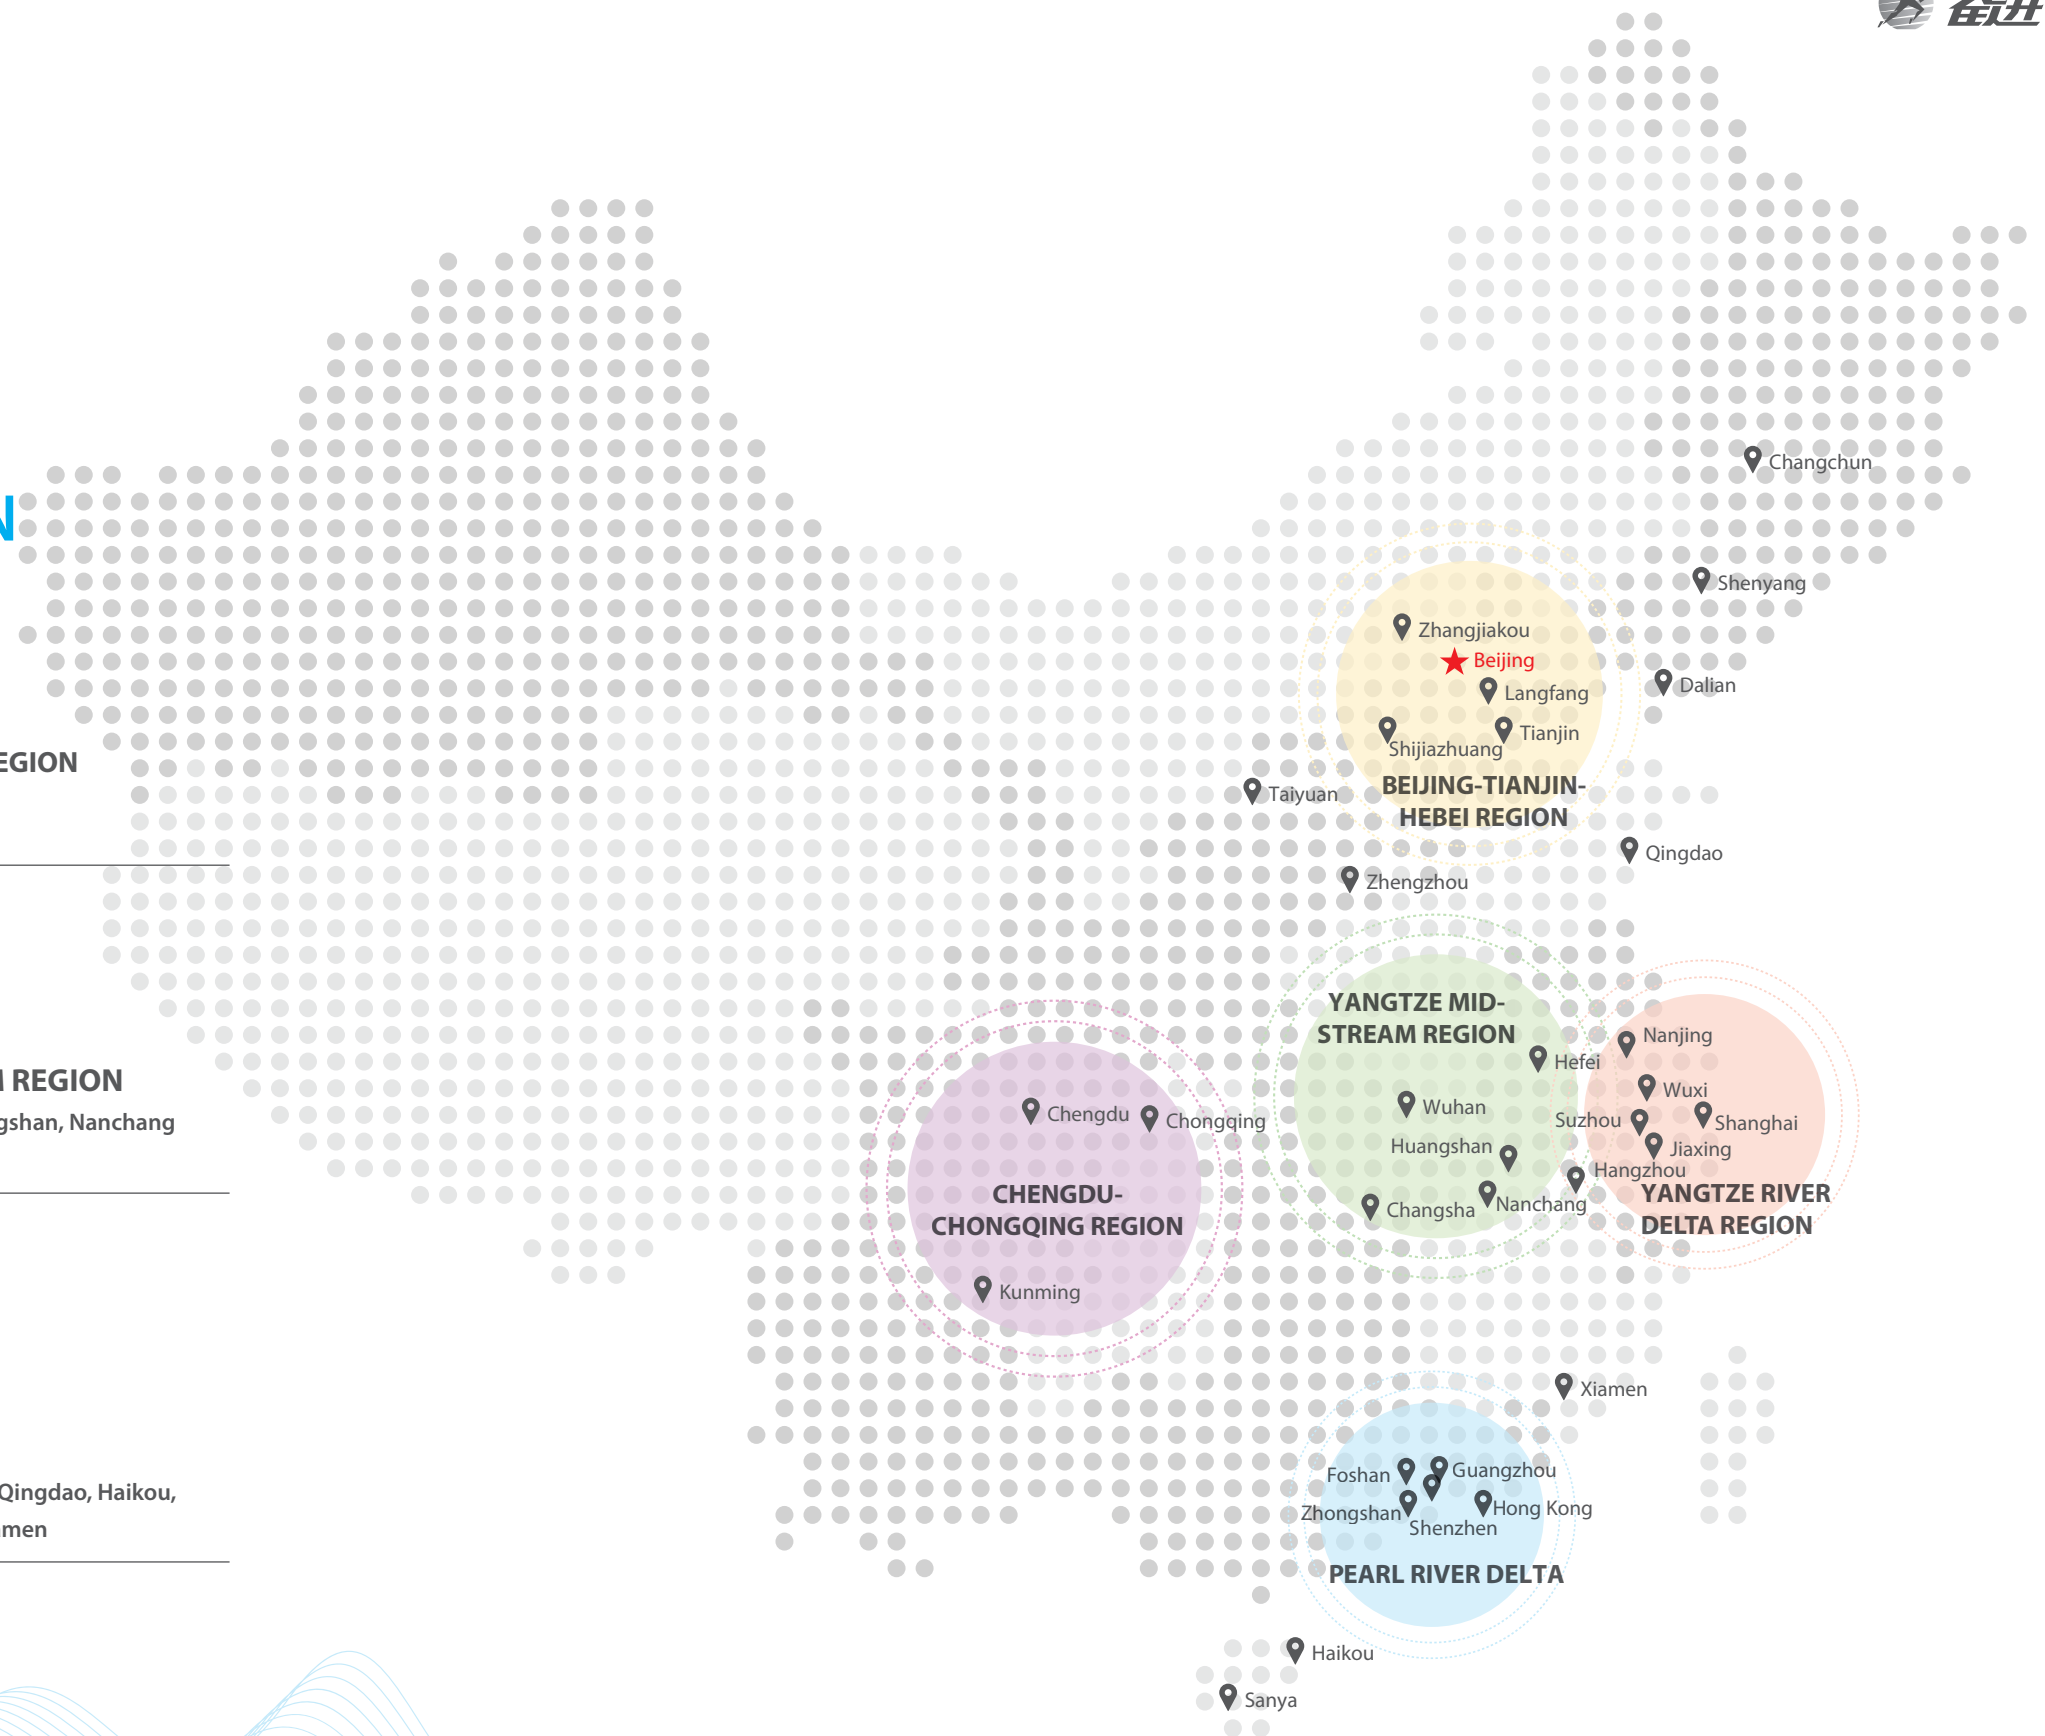 奋进
N
EGION
REGION
gshan, Nanchang
Qingdao, Haikou,
men
Changchun
Shenyang
Zhangjiakou
Beijing
Langfang
Dalian
Tianjin
Shijiazhuang
BEIJING-TIANJIN-
HEBEI REGION
Taiyuan
Qingdao
Zhengzhou
YANGTZE MID-
STREAM REGION
Hefei
Wuhan
Huangshan
Changsha
Nanchang
Nanjing
Wuxi
Suzhou
Shanghai
Jiaxing
Hangzhou
YANGTZE RIVER
DELTA REGION
Chengdu
Chongqing
CHENGDU-
CHONGQING REGION
Kunming
Xiamen
Foshan
Guangzhou
Zhongshan
Hong Kong
Shenzhen
PEARL RIVER DELTA
Haikou
Sanya